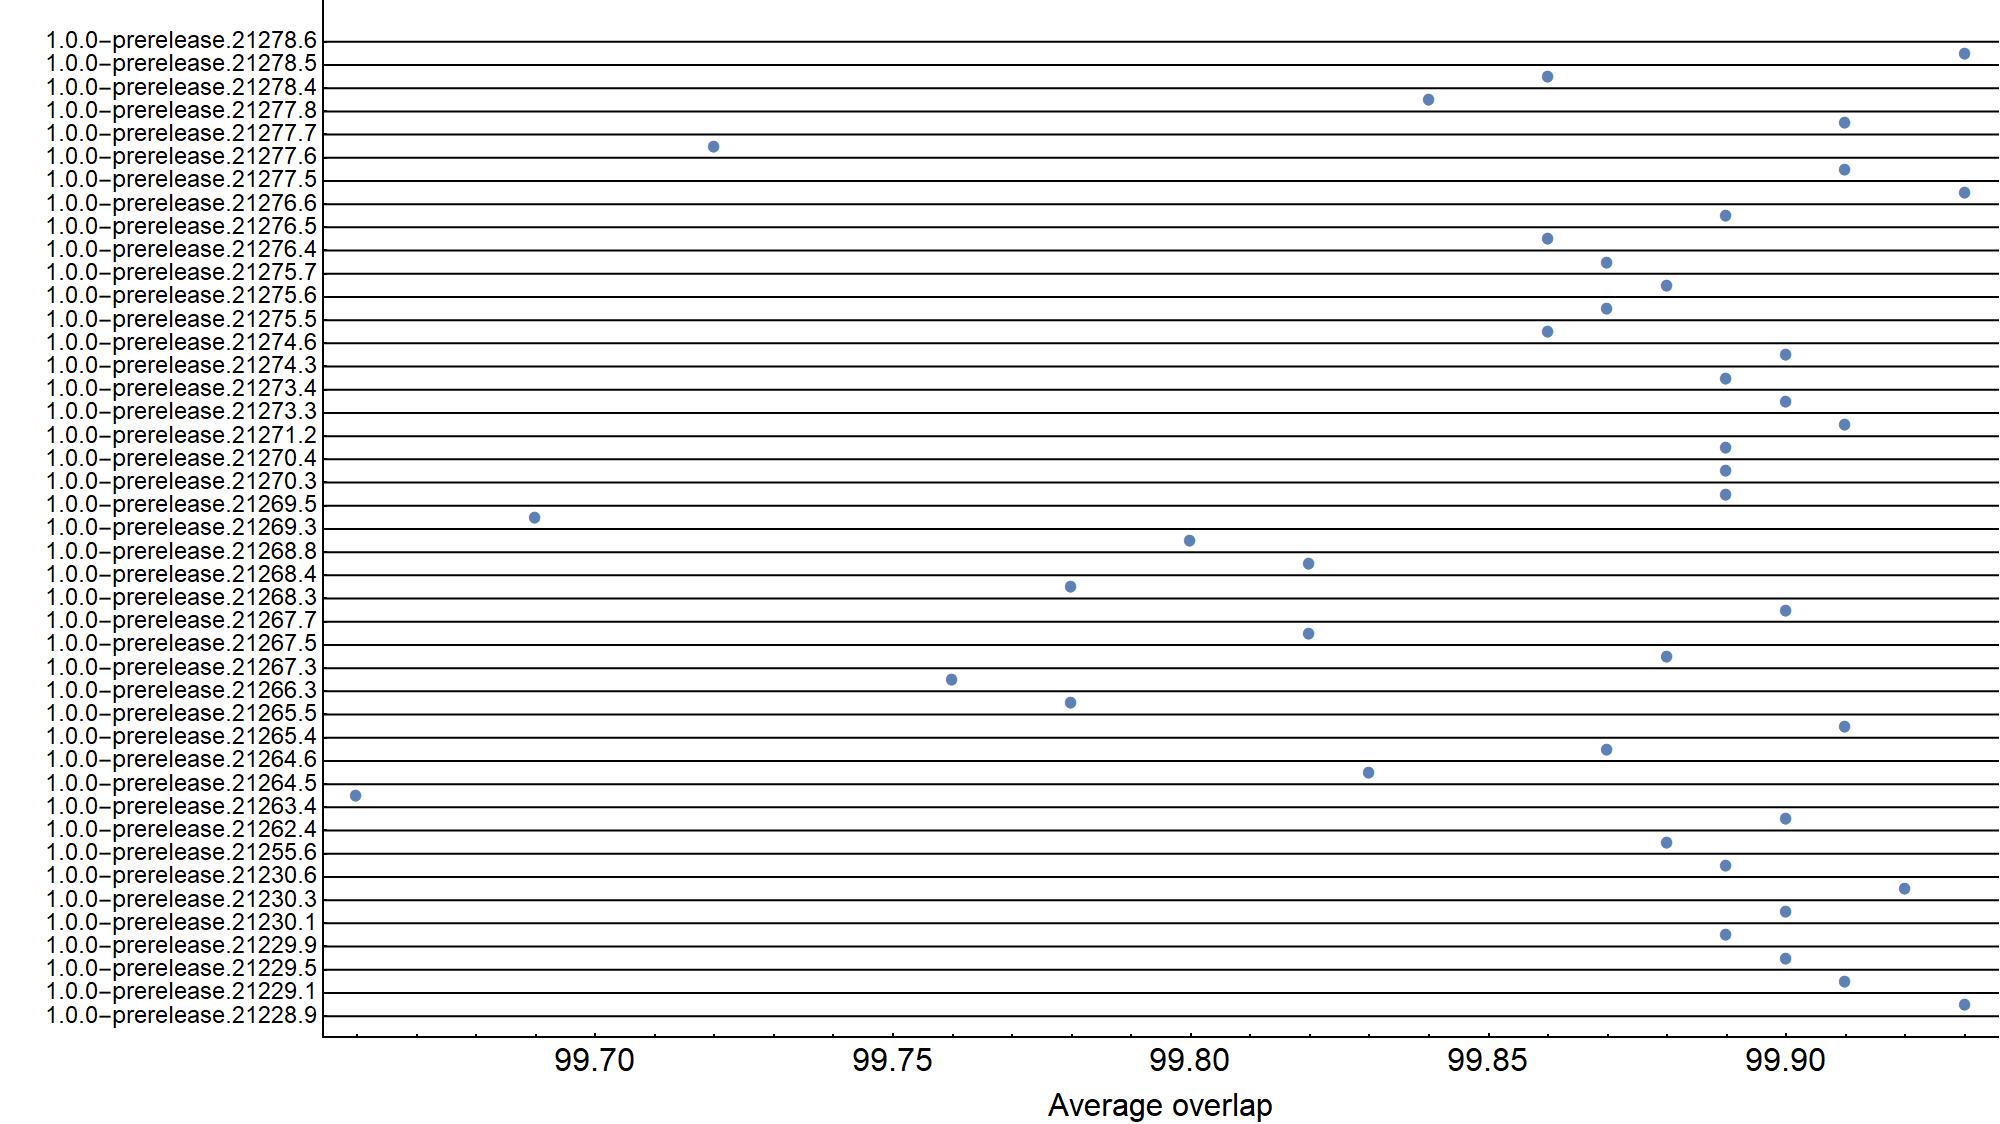 1.0.0−prerelease.21278.6
1.0.0−prerelease.21278.5
1.0.0−prerelease.21278.4
1.0.0−prerelease.21277.8
1.0.0−prerelease.21277.7
1.0.0−prerelease.21277.6
1.0.0−prerelease.21277.5
1.0.0−prerelease.21276.6
1.0.0−prerelease.21276.5
1.0.0−prerelease.21276.4
1.0.0−prerelease.21275.7
1.0.0−prerelease.21275.6
1.0.0−prerelease.21275.5
1.0.0−prerelease.21274.6
1.0.0−prerelease.21274.3
1.0.0−prerelease.21273.4
1.0.0−prerelease.21273.3
1.0.0−prerelease.21271.2
1.0.0−prerelease.21270.4
1.0.0−prerelease.21270.3
1.0.0−prerelease.21269.5
1.0.0−prerelease.21269.3
1.0.0−prerelease.21268.8
1.0.0−prerelease.21268.4
1.0.0−prerelease.21268.3
1.0.0−prerelease.21267.7
1.0.0−prerelease.21267.5
1.0.0−prerelease.21267.3
1.0.0−prerelease.21266.3
1.0.0−prerelease.21265.5
1.0.0−prerelease.21265.4
1.0.0−prerelease.21264.6
1.0.0−prerelease.21264.5
1.0.0−prerelease.21263.4
1.0.0−prerelease.21262.4
1.0.0−prerelease.21255.6
1.0.0−prerelease.21230.6
1.0.0−prerelease.21230.3
1.0.0−prerelease.21230.1
1.0.0−prerelease.21229.9
1.0.0−prerelease.21229.5
1.0.0−prerelease.21229.1
1.0.0−prerelease.21228.9
99.70 99.75 99.80 99.85 99.90
Average overlap